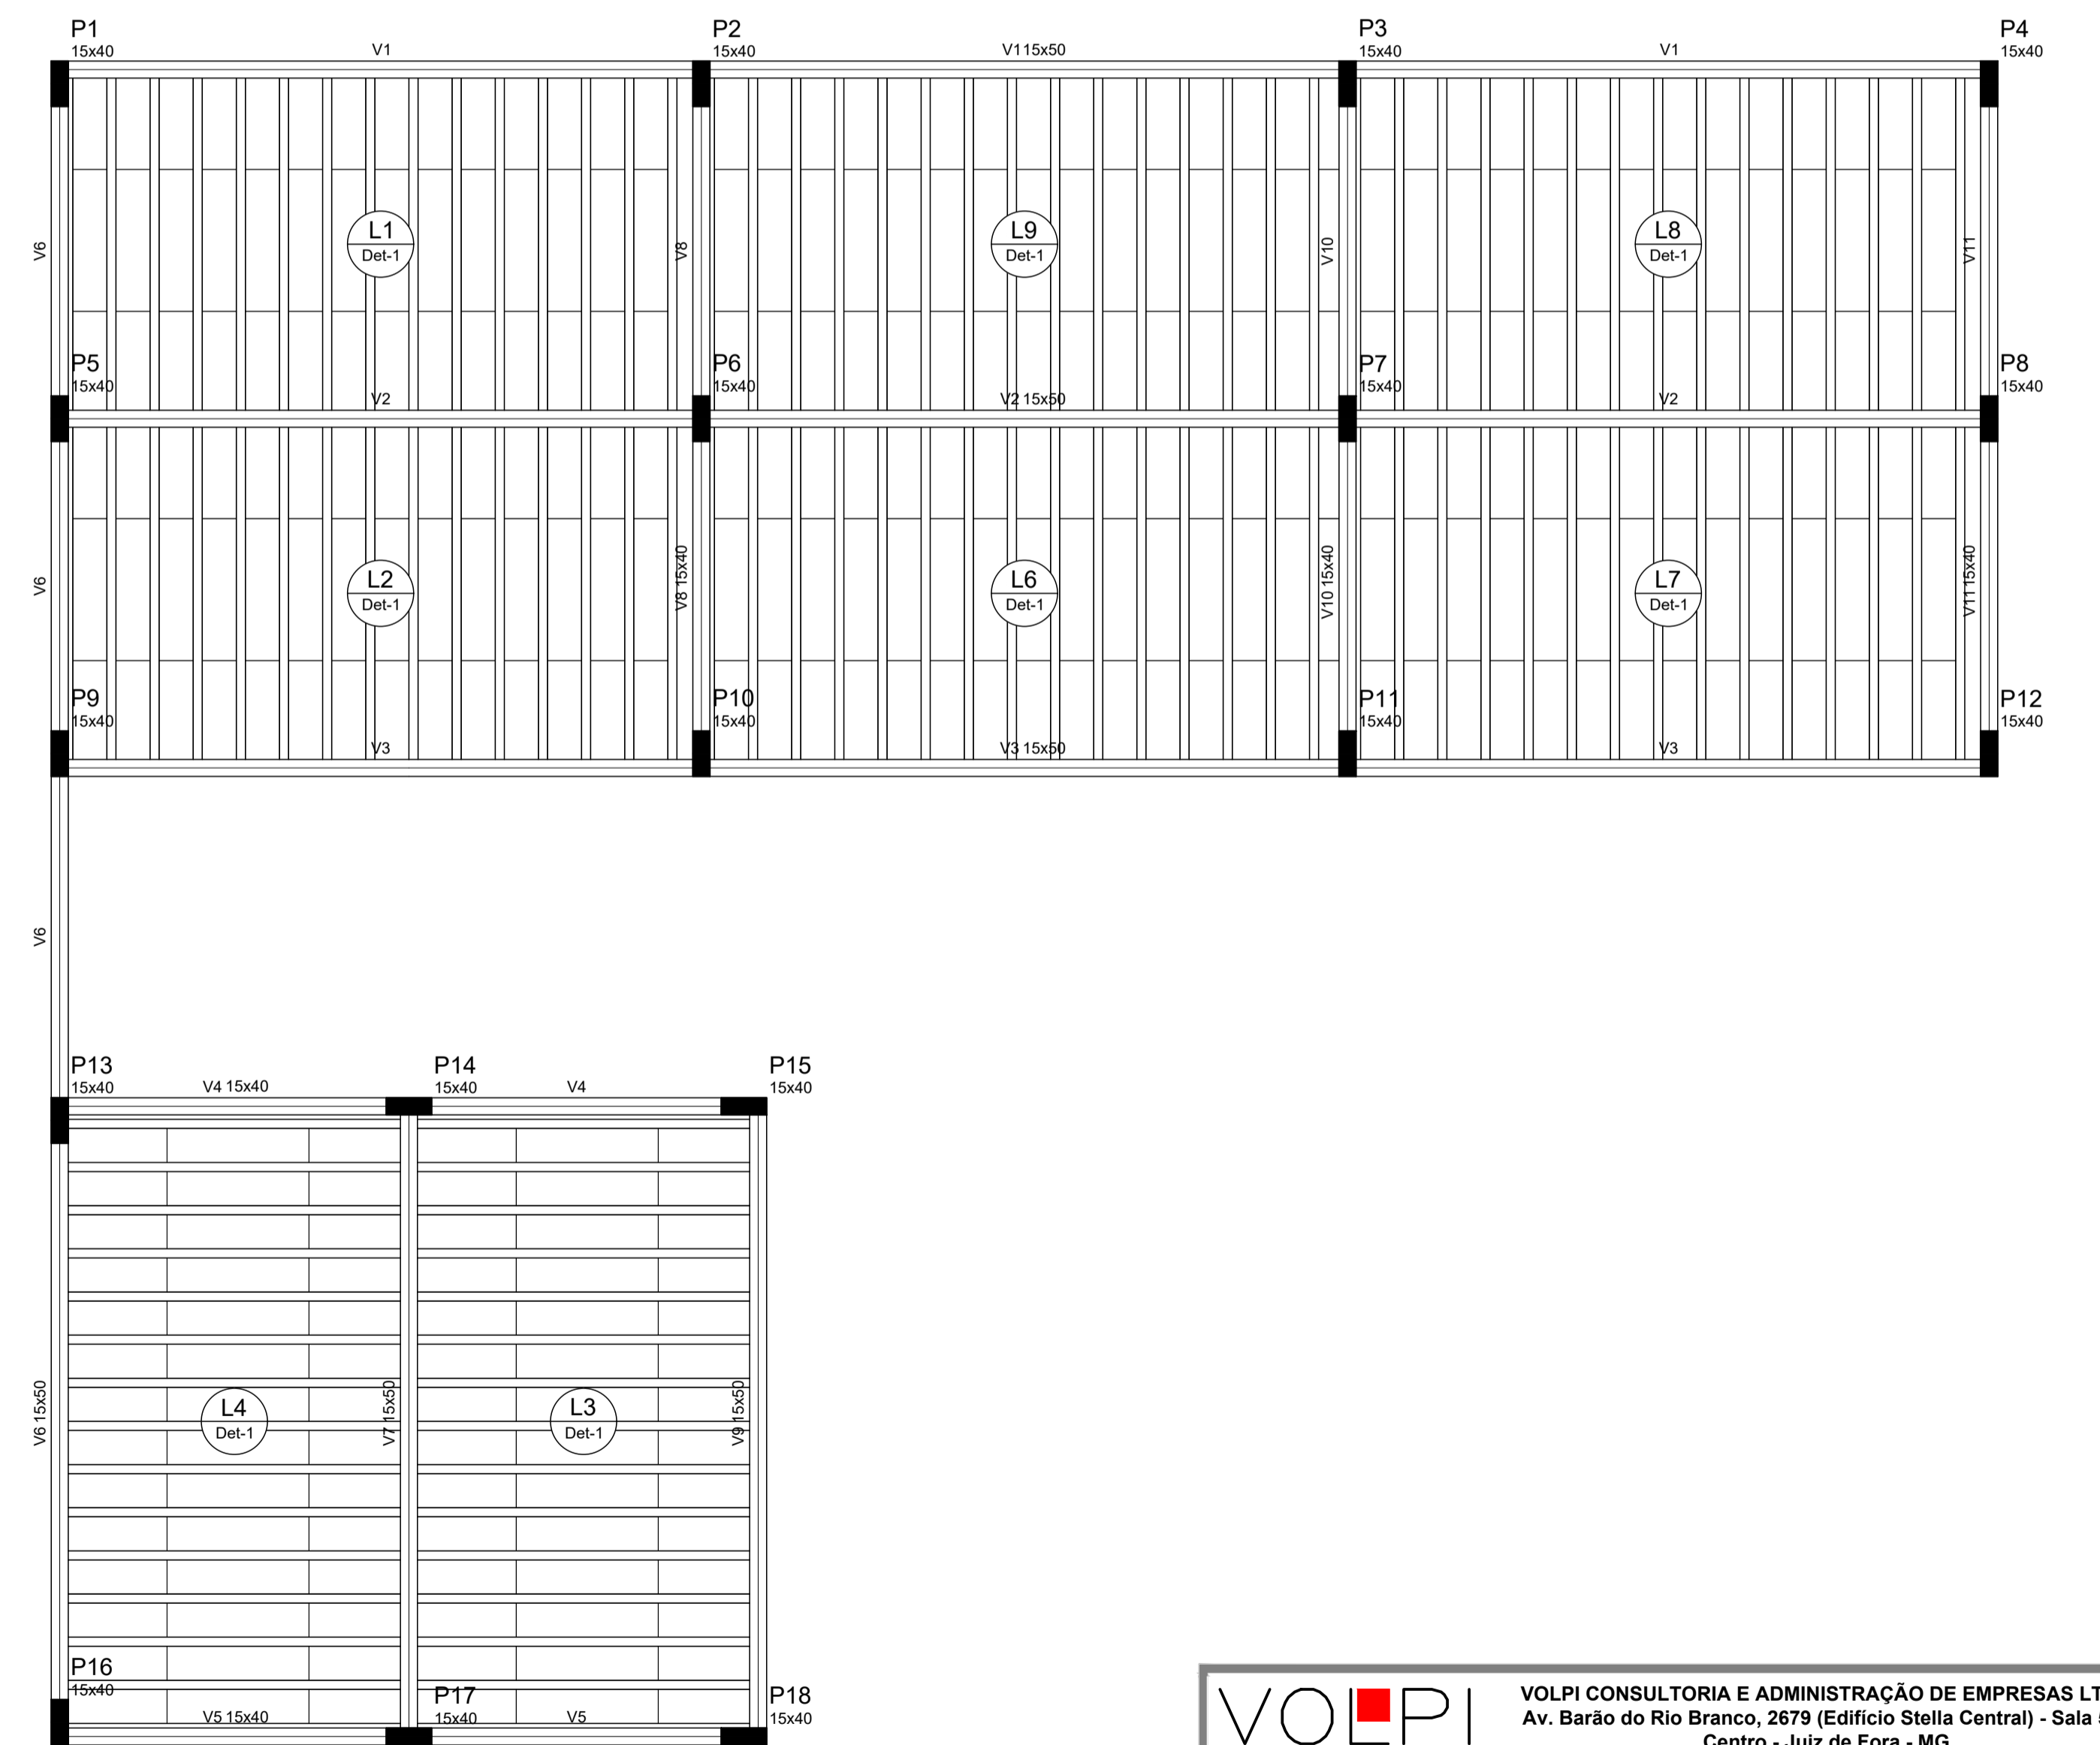 P1
15x40
V1
P2
15x40
V1 15x50
P3
15x40
V1
P4
15x40
V6
L1
Det-1
V8
L9
Det-1
V10
L8
Det-1
V11
P5
15x40
V2
P6
15x40
V2 15x50
P7
15x40
V2
P8
15x40
V6
L2
Det-1
V8 15x40
L6
Det-1
V10 15x40
L7
Det-1
V11 15x40
P9
15x40
V3
P10
15x40
V3 15x50
P11
15x40
V3
P12
15x40
V6
P13
15x40
V4 15x40
P14
15x40
V4
P15
15x40
V6 15x50
L4
Det-1
V7 15x50
L3
Det-1
V9 15x50
P16
15x40
V5 15x40
P17
15x40
V5
P18
15x40
VOLPI
VOLPI CONSULTORIA E ADMINISTRAÇÃO DE EMPRESAS
Av. Barão do Rio Branco, 2679 (Edifício Stella Central) - Sala
Centro - Juiz de Fora - MG